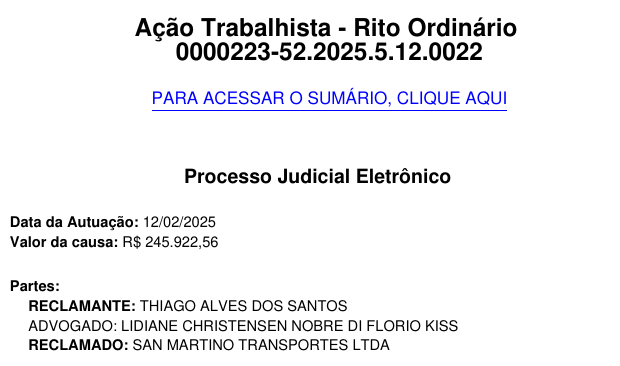 Ação Trabalhista - Rito Ordinário
0000223-52.2025.5.12.0022
PARA ACESSAR O SUMÁRIO, CLIQUE AQUI
Processo Judicial Eletrônico
Data da Autuação: 12/02/2025
Valor da causa: R$ 245.922,56
Partes:
RECLAMANTE: THIAGO ALVES DOS SANTOS
ADVOGADO: LIDIANE CHRISTENSEN NOBRE DI FLORIO KISS
RECLAMADO: SAN MARTINO TRANSPORTES LTDA